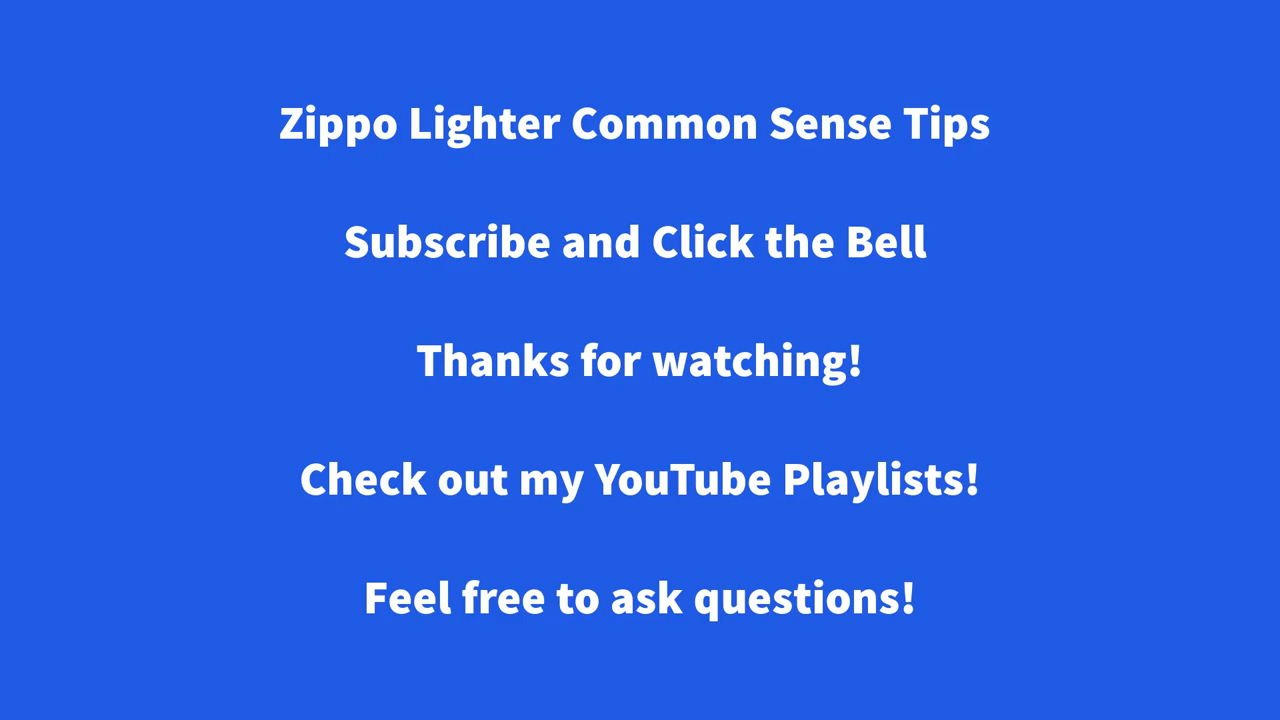 Zippo Lighter Common Sense Tips
Subscribe and Click the Bell
Thanks for watching!
Check out my YouTube Playlists!
Feel free to ask questions!